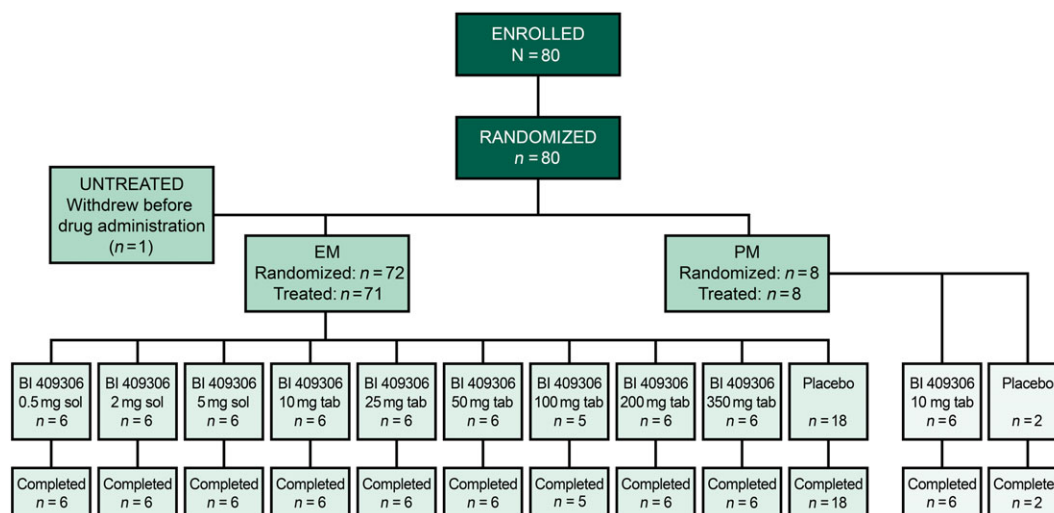 ENROLLED
N = 80
RANDOMIZED
n = 80
UNTREATED
Withdrew before
drug administration
(n = 1)
EM
Randomized: n = 72
Treated: n = 71
PM
Randomized: n = 8
Treated: n = 8
BI 409306
0.5 mg sol
n = 6
BI 409306
2 mg sol
n = 6
BI 409306
5 mg sol
n = 6
BI 409306
10 mg tab
n = 6
BI 409306
25 mg tab
n = 6
BI 409306
50 mg tab
n = 6
BI 409306
100 mg tab
n = 5
BI 409306
200 mg tab
n = 6
BI 409306
350 mg tab
n = 6
Placebo
n = 18
BI 409306
10 mg tab
n = 6
Placebo
n = 2
Completed
n = 6
Completed
n = 6
Completed
n = 6
Completed
n = 6
Completed
n = 6
Completed
n = 6
Completed
n = 5
Completed
n = 6
Completed
n = 6
Completed
n = 18
Completed
n = 6
Completed
n = 2